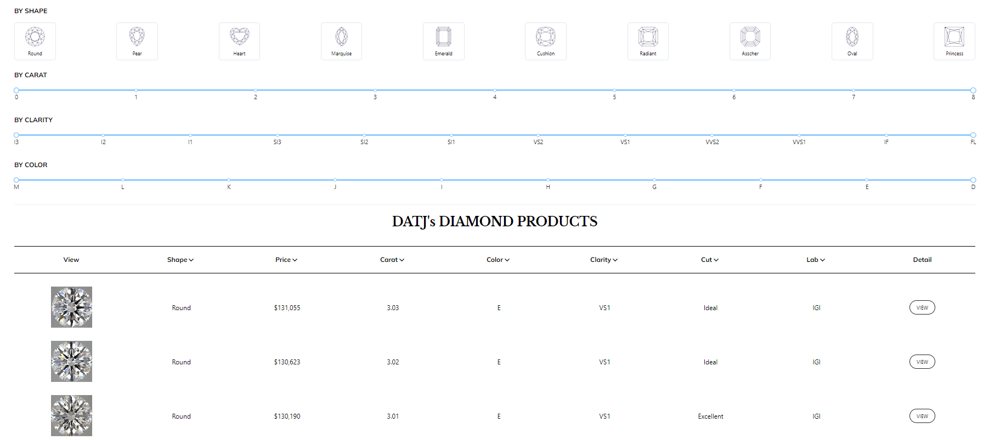 BY SHAPE
Round Pear Heart Marquise Emerald Cushion Radiant Asscher Oval Princess
BY CARAT
0 1 2 3 4 5 6 7 8
BY CLARITY
I3 I2 I1 SI3 SI2 SI1 VS2 VS1 VVS2 VVS1 IF FL
BY COLOR
M L K J I H G F E D
DATJ's DIAMOND PRODUCTS
View Shape Price Carat Color Clarity Cut Lab Detail
Round $131,055 3.03 E VS1 Ideal IGI VIEW
Round $130,623 3.02 E VS1 Ideal IGI VIEW
Round $130,190 3.01 E VS1 Excellent IGI VIEW